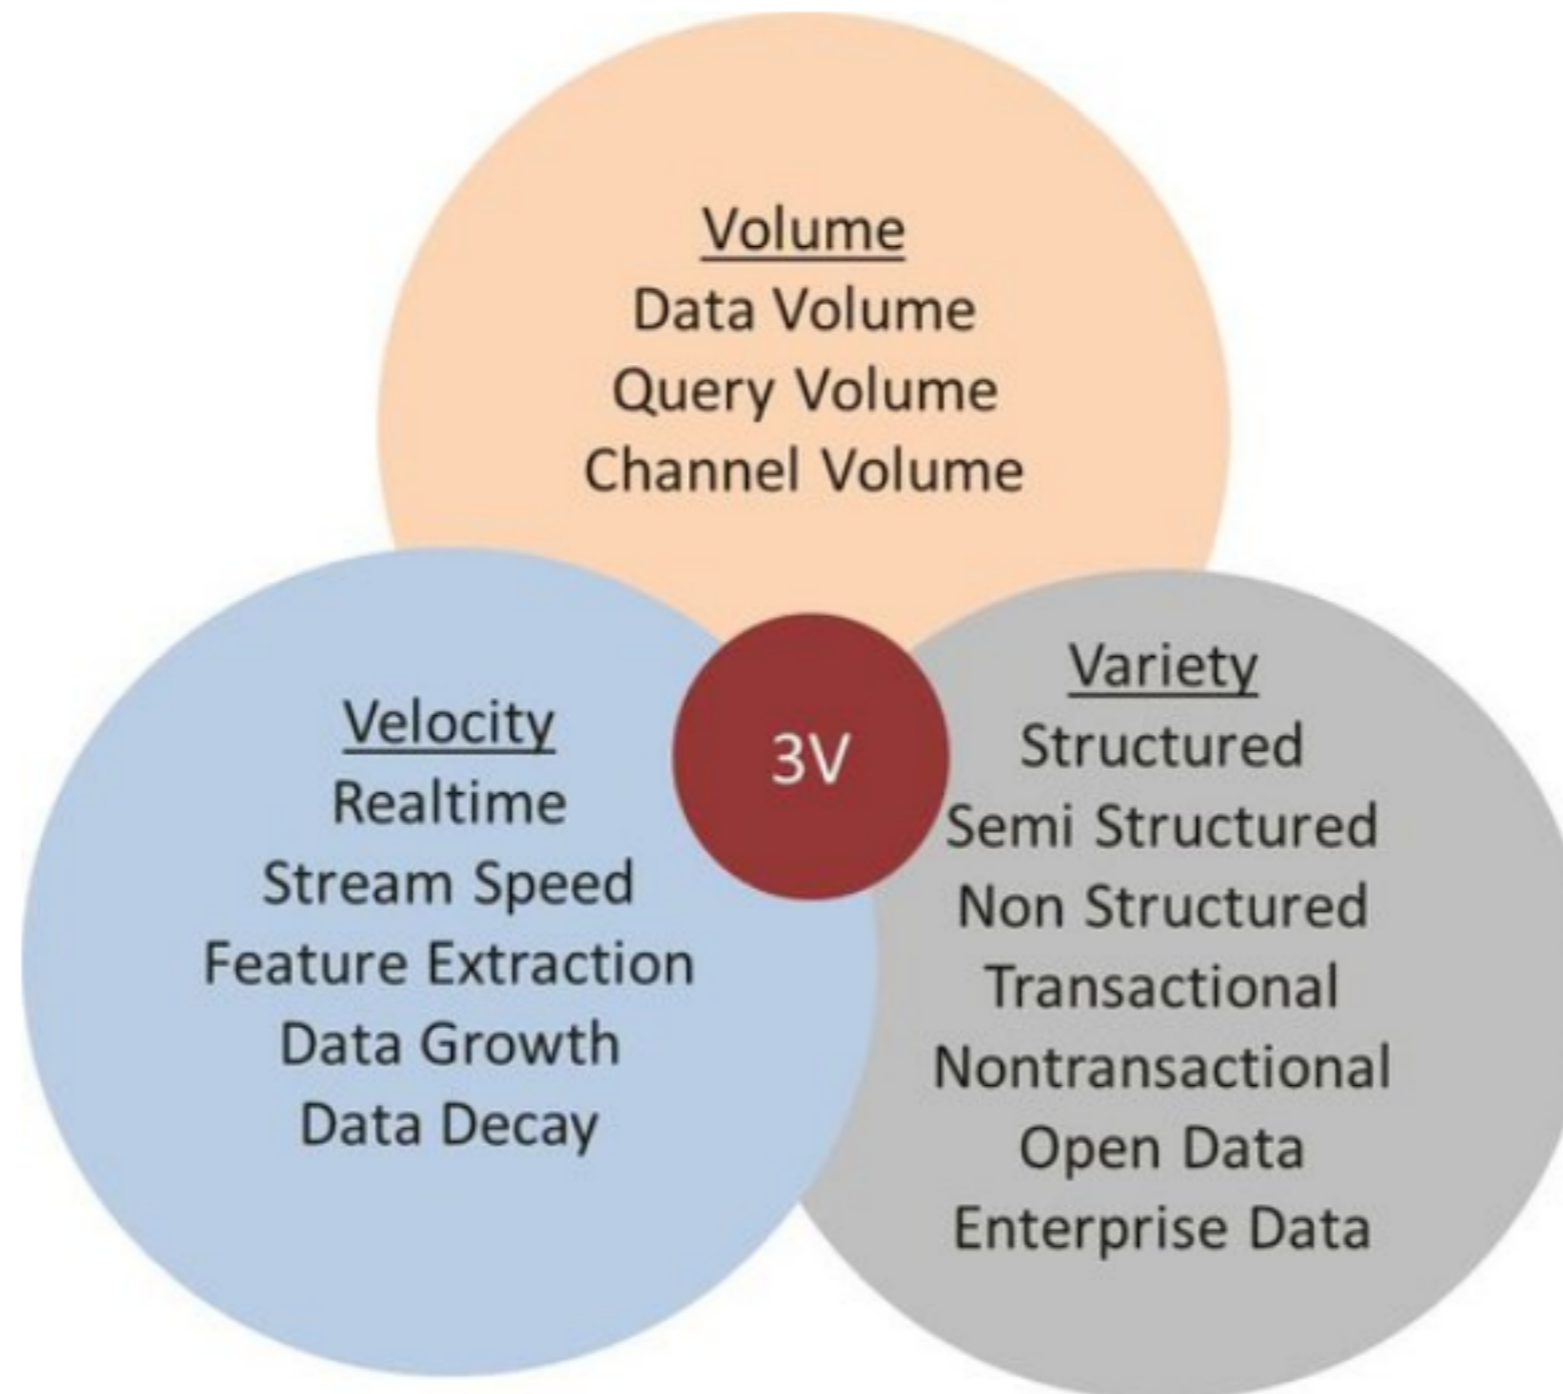 Volume
Data Volume
Query Volume
Channel Volume
3V
Velocity
Realtime
Stream Speed
Feature Extraction
Data Growth
Data Decay
Variety
Structured
Semi Structured
Non Structured
Transactional
Nontransactional
Open Data
Enterprise Data